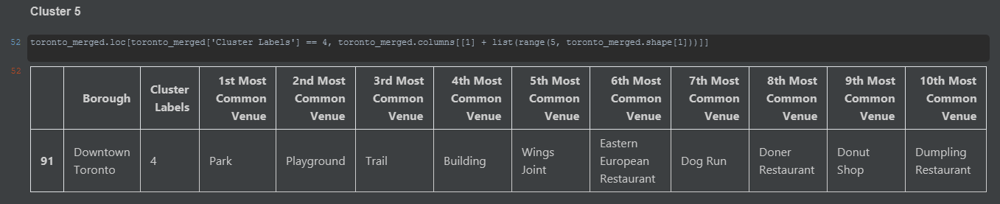 Cluster 5
52 toronto_merged.loc[toronto_merged['Cluster Labels'] == 4, toronto_merged.columns[[1] + list(range(5, toronto_merged.shape[1]))]]
52
Borough Cluster Labels 1st Most Common Venue 2nd Most Common Venue 3rd Most Common Venue 4th Most Common Venue 5th Most Common Venue 6th Most Common Venue 7th Most Common Venue 8th Most Common Venue 9th Most Common Venue 10th Most Common Venue
91 Downtown Toronto 4 Park Playground Trail Building Wings Joint Eastern European Restaurant Dog Run Doner Restaurant Donut Shop Dumpling Restaurant